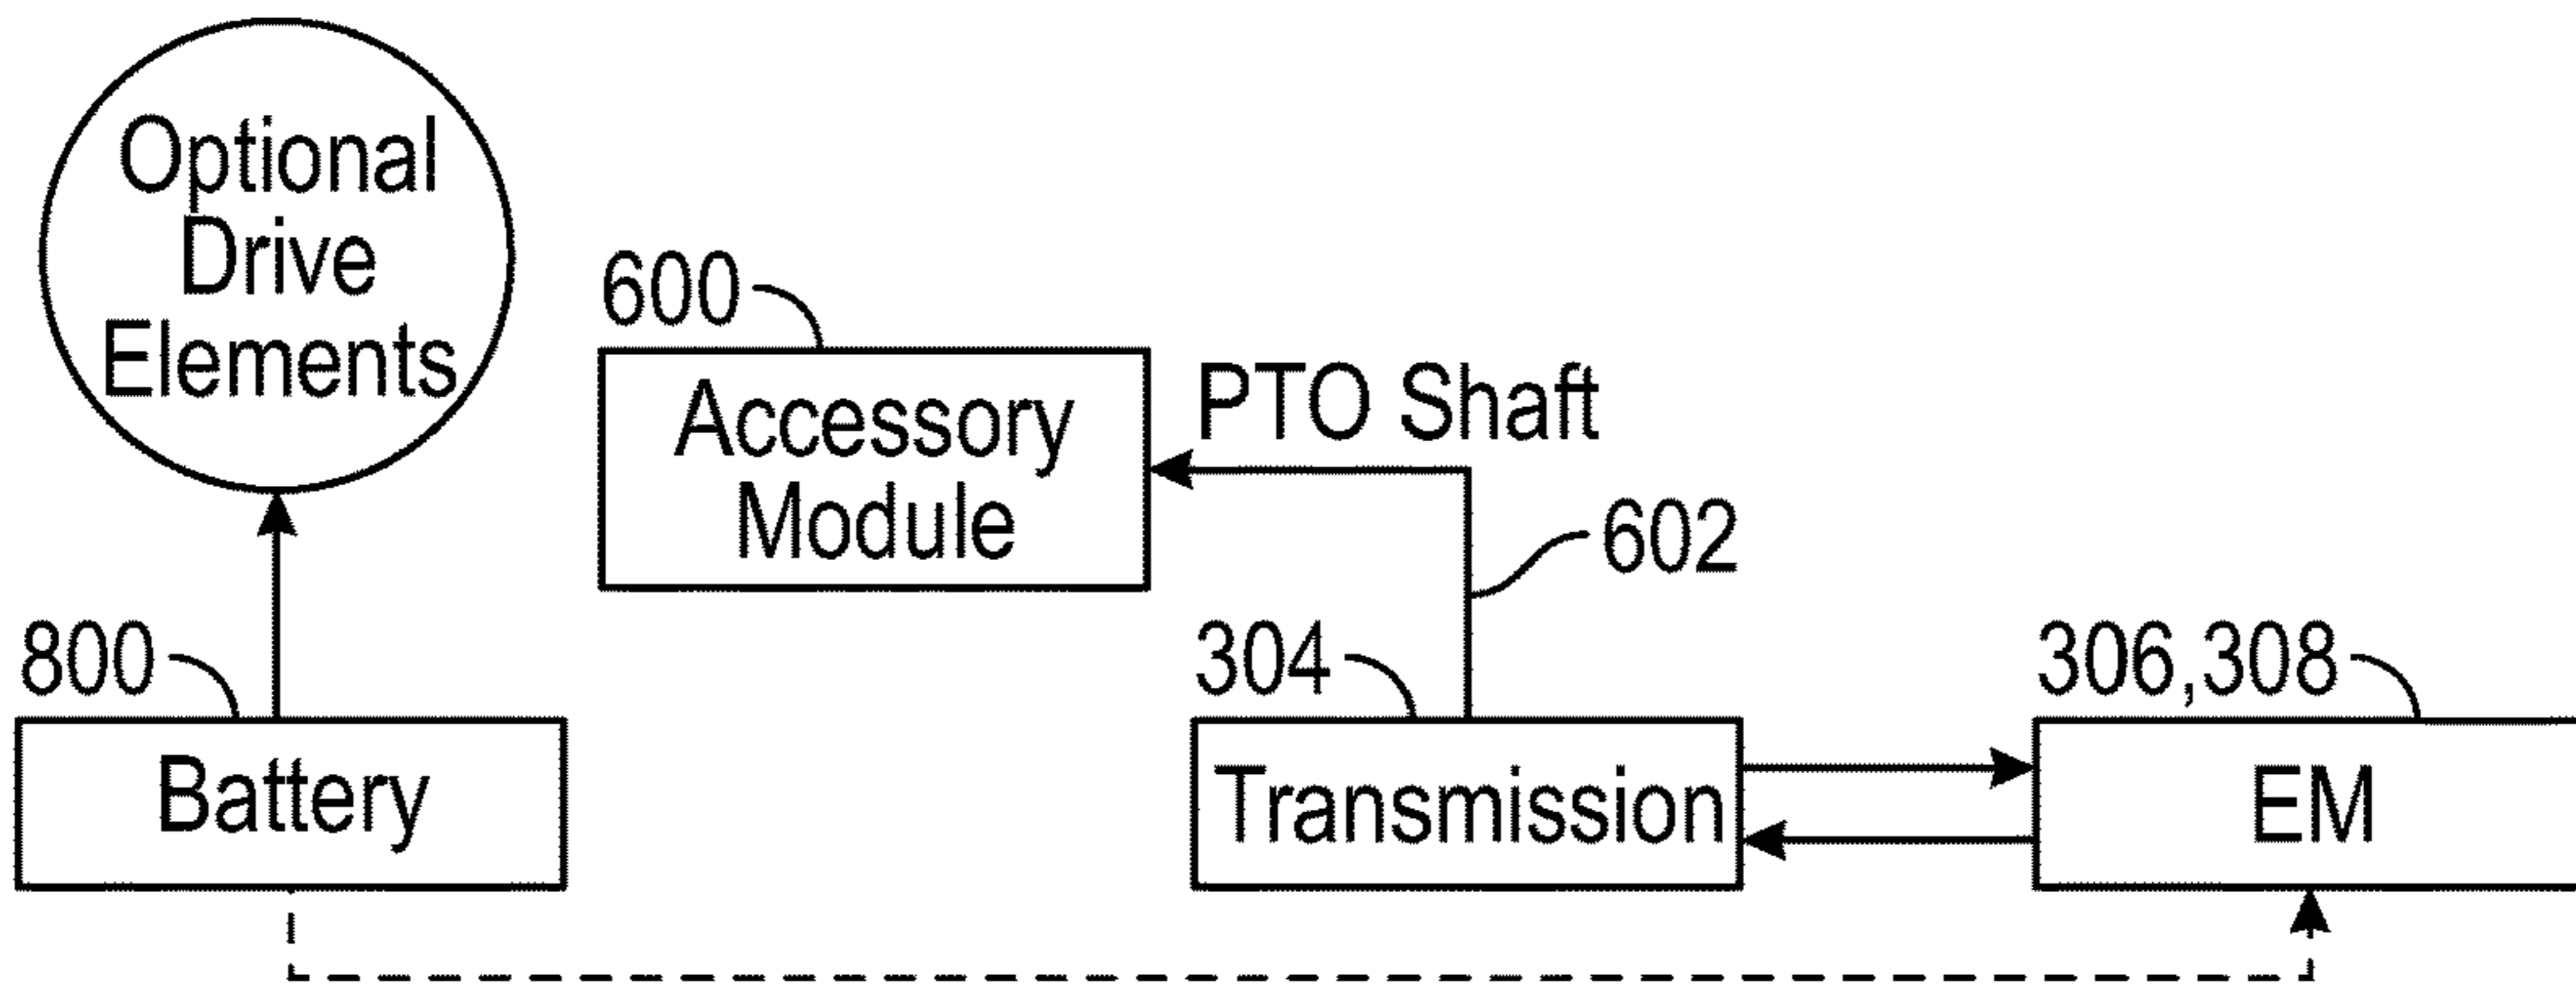 Optional
Drive
Elements
600
Accessory
Module
PTO Shaft
602
800
Battery
304
Transmission
306,308
EM